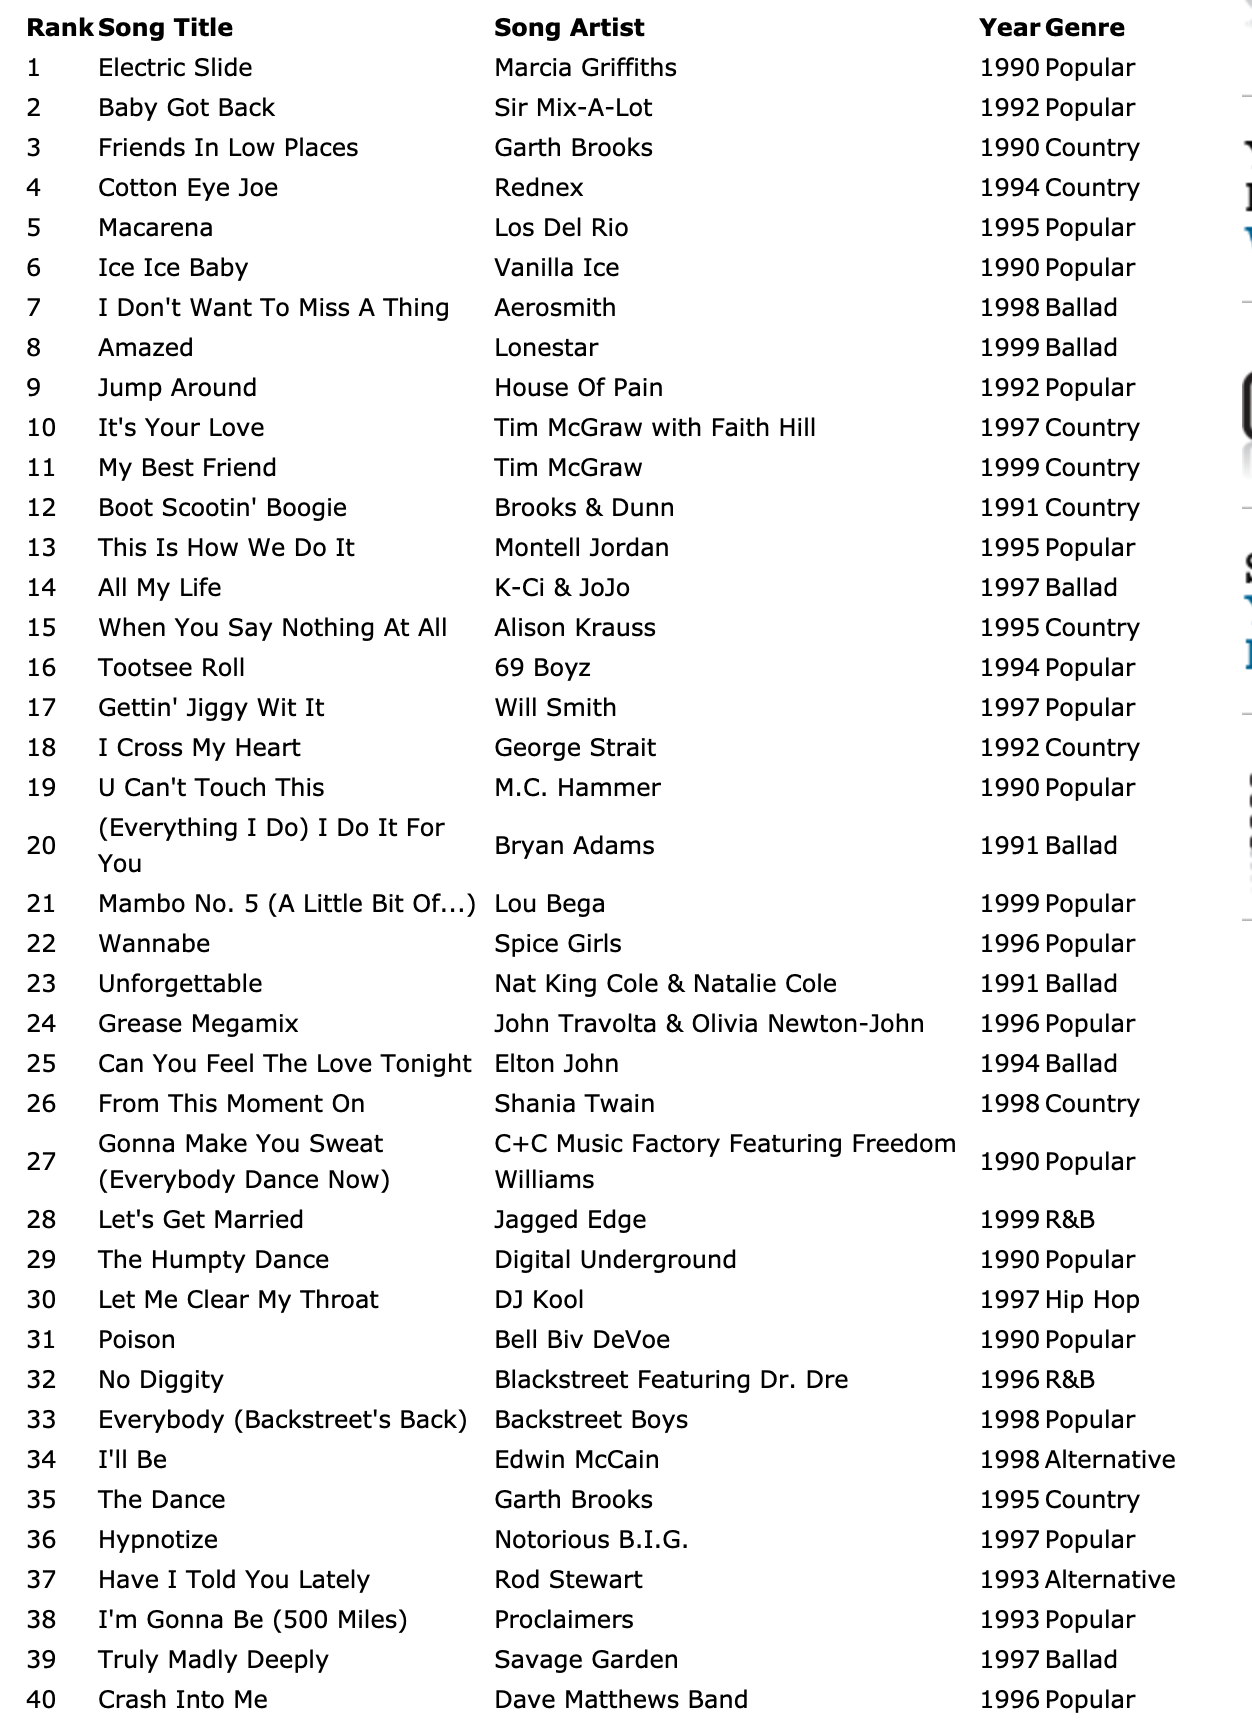 Rank Song Title Song Artist Year Genre
1 Electric Slide Marcia Griffiths 1990 Popular
2 Baby Got Back Sir Mix-A-Lot 1992 Popular
3 Friends In Low Places Garth Brooks 1990 Country
4 Cotton Eye Joe Rednex 1994 Country
5 Macarena Los Del Rio 1995 Popular
6 Ice Ice Baby Vanilla Ice 1990 Popular
7 I Don't Want To Miss A Thing Aerosmith 1998 Ballad
8 Amazed Lonestar 1999 Ballad
9 Jump Around House Of Pain 1992 Popular
10 It's Your Love Tim McGraw with Faith Hill 1997 Country
11 My Best Friend Tim McGraw 1999 Country
12 Boot Scootin' Boogie Brooks & Dunn 1991 Country
13 This Is How We Do It Montell Jordan 1995 Popular
14 All My Life K-Ci & JoJo 1997 Ballad
15 When You Say Nothing At All Alison Krauss 1995 Country
16 Tootsee Roll 69 Boyz 1994 Popular
17 Gettin' Jiggy Wit It Will Smith 1997 Popular
18 I Cross My Heart George Strait 1992 Country
19 U Can't Touch This M.C. Hammer 1990 Popular
20 (Everything I Do) I Do It For
You Bryan Adams 1991 Ballad
21 Mambo No. 5 (A Little Bit Of...) Lou Bega 1999 Popular
22 Wannabe Spice Girls 1996 Popular
23 Unforgettable Nat King Cole & Natalie Cole 1991 Ballad
24 Grease Megamix John Travolta & Olivia Newton-John 1996 Popular
25 Can You Feel The Love Tonight Elton John 1994 Ballad
26 From This Moment On Shania Twain 1998 Country
27 Gonna Make You Sweat
(Everybody Dance Now) C+C Music Factory Featuring Freedom
Williams 1990 Popular
28 Let's Get Married Jagged Edge 1999 R&B
29 The Humpty Dance Digital Underground 1990 Popular
30 Let Me Clear My Throat DJ Kool 1997 Hip Hop
31 Poison Bell Biv DeVoe 1990 Popular
32 No Diggity Blackstreet Featuring Dr. Dre 1996 R&B
33 Everybody (Backstreet's Back) Backstreet Boys 1998 Popular
34 I'll Be Edwin McCain 1998 Alternative
35 The Dance Garth Brooks 1995 Country
36 Hypnotize Notorious B.I.G. 1997 Popular
37 Have I Told You Lately Rod Stewart 1993 Alternative
38 I'm Gonna Be (500 Miles) Proclaimers 1993 Popular
39 Truly Madly Deeply Savage Garden 1997 Ballad
40 Crash Into Me Dave Matthews Band 1996 Popular